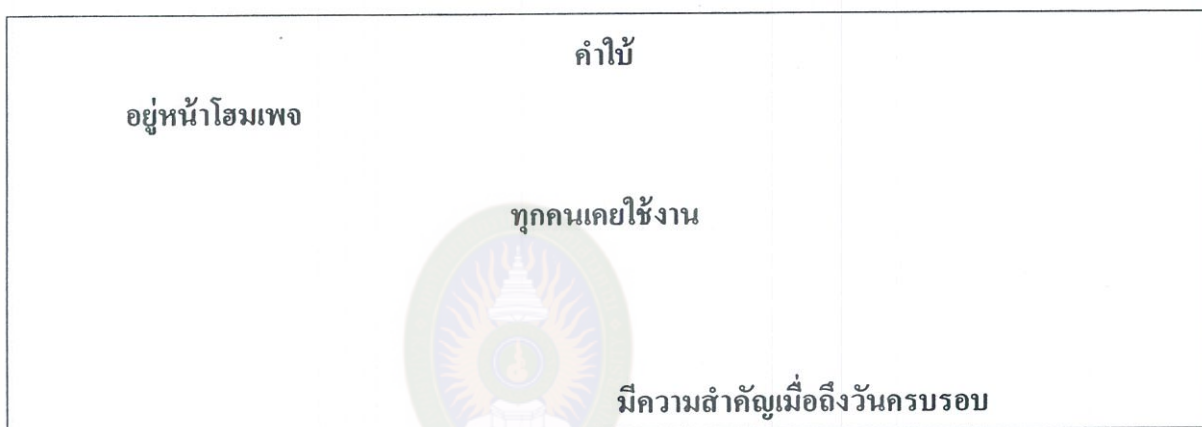 คำใบ้
อยู่หน้าโฮมเพจ
ทุกคนเคยใช้งาน
มีความสำคัญเมื่อถึงวันครบรอบ